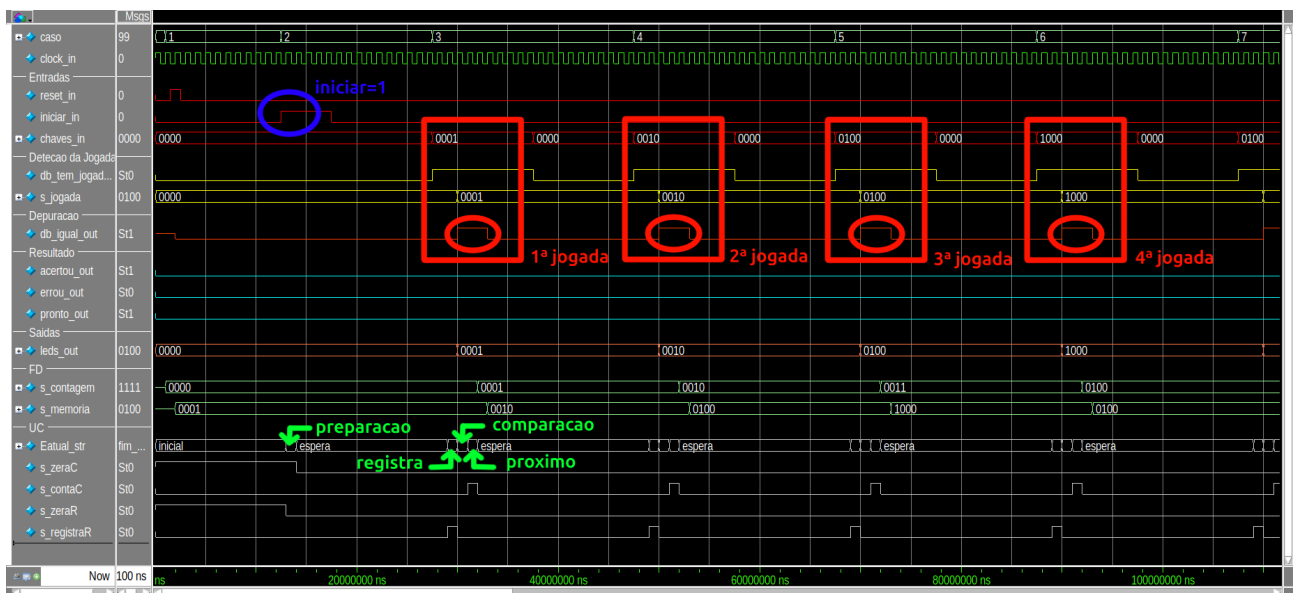 Msgs
caso 99 1 2 3 4 5 6 7
clock_in 0
Entradas
reset_in 0
iniciar=1
iniciar_in 0
chaves_in 0000 0000 0001 0000 0010 0000 0100 0000 1000 0000 0100
Detecao da Jogada
db_tem_jogad... St0
s_jogada 0100 0000 0001 0010 0100 1000
Depuracao
db_igual_out St1
Resultado
1ª jogada 2ª jogada 3ª jogada 4ª jogada
acertou_out St1
errou_out St0
pronto_out St1
Saidas
leds_out 0100 0000 0001 0010 0100 1000
FD
s_contagem 1111 0000 0001 0010 0011 0100
s_memoria 0100 0001 0010 0100 1000 0100
UC
preparacao comparacao
Eatual_str fim_... inicial espera espera espera espera espera
registra proximo
s_zeraC St0
s_contaC St0
s_zeraR St0
s_registraR St0
Now 100 ns ns 20000000 ns 40000000 ns 60000000 ns 80000000 ns 100000000 ns